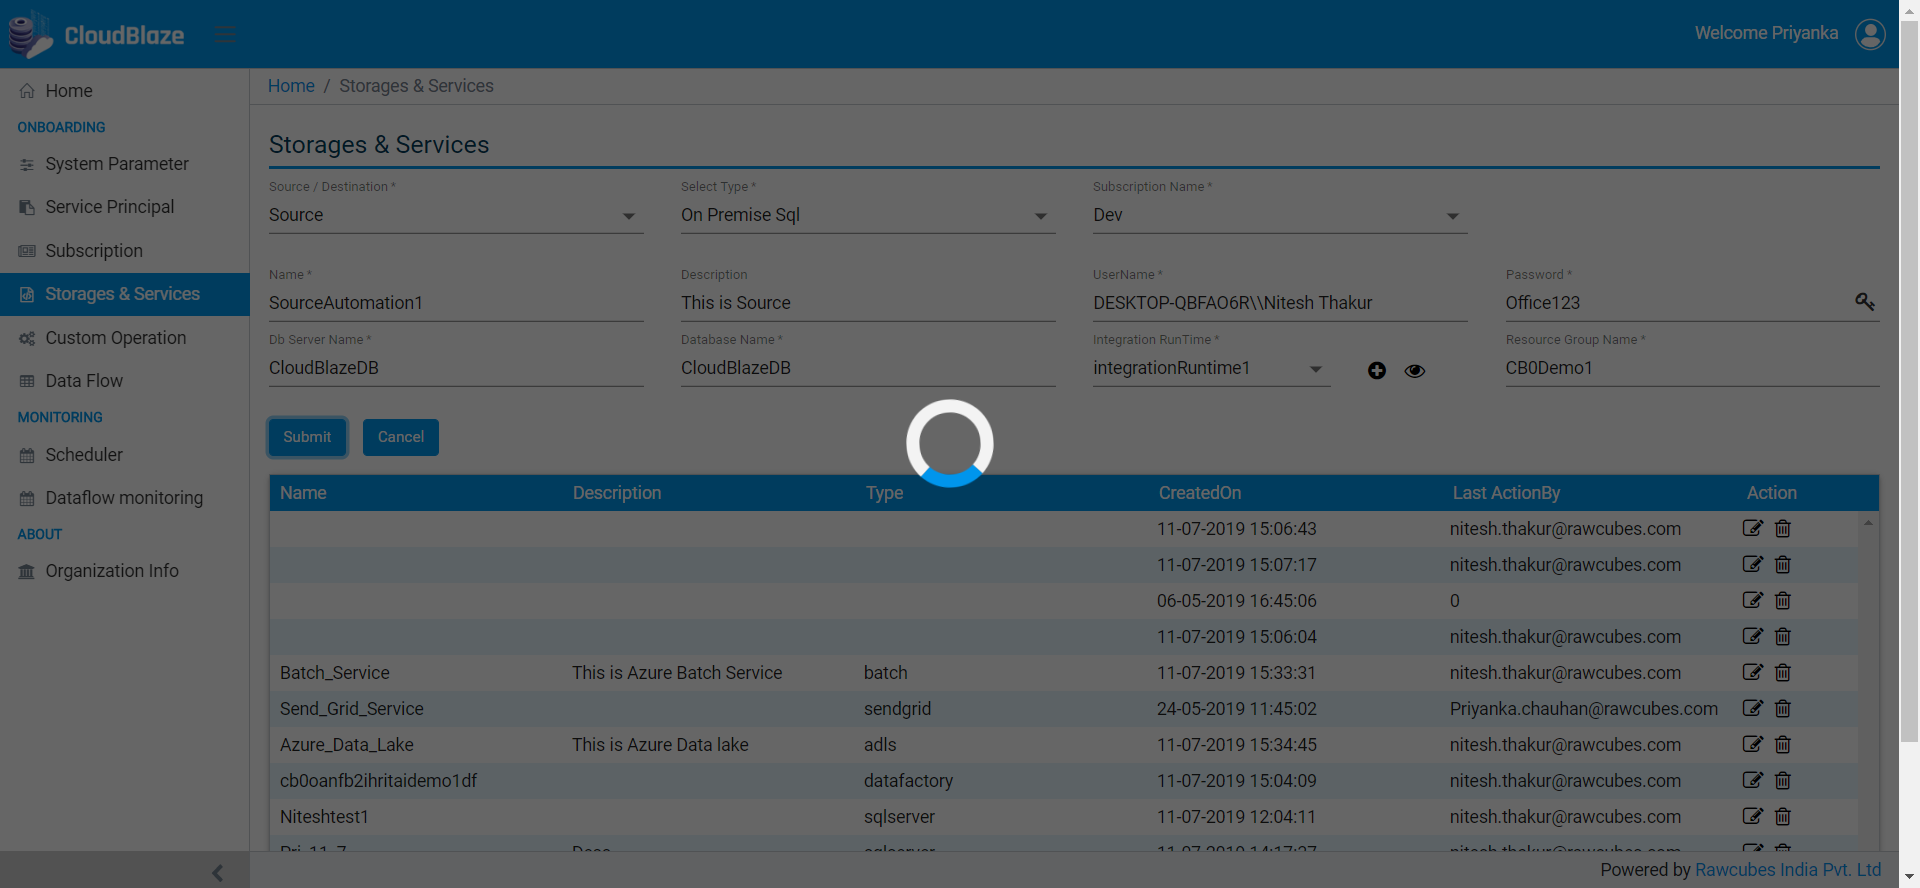 CloudBlaze
Welcome Priyanka
Home
ONBOARDING
System Parameter
Service Principal
Subscription
Storages & Services
Custom Operation
Data Flow
MONITORING
Scheduler
Dataflow monitoring
ABOUT
Organization Info
Home / Storages & Services
Storages & Services
Source / Destination * Select Type * Subscription Name *
Source On Premise Sql Dev
Name * Description UserName * Password *
SourceAutomation1 This is Source DESKTOP-QBFAO6R\\Nitesh Thakur Office123
Db Server Name * Database Name * Integration RunTime * Resource Group Name *
CloudBlazeDB CloudBlazeDB integrationRuntime1 CB0Demo1
Submit Cancel
Name Description Type CreatedOn Last ActionBy Action
11-07-2019 15:06:43 nitesh.thakur@rawcubes.com
11-07-2019 15:07:17 nitesh.thakur@rawcubes.com
06-05-2019 16:45:06 0
11-07-2019 15:06:04 nitesh.thakur@rawcubes.com
Batch_Service This is Azure Batch Service batch 11-07-2019 15:33:31 nitesh.thakur@rawcubes.com
Send_Grid_Service sendgrid 24-05-2019 11:45:02 Priyanka.chauhan@rawcubes.com
Azure_Data_Lake This is Azure Data lake adls 11-07-2019 15:34:45 nitesh.thakur@rawcubes.com
cb0oanfb2ihritaidemo1df datafactory 11-07-2019 15:04:09 nitesh.thakur@rawcubes.com
Niteshtest1 sqlserver 11-07-2019 12:04:11 nitesh.thakur@rawcubes.com
Powered by Rawcubes India Pvt. Ltd